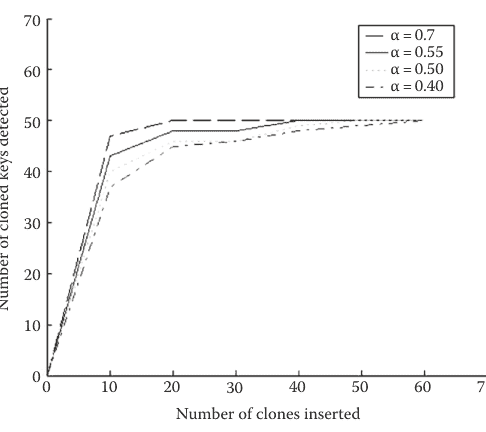 70
60
50
40
30
20
10
0
Number of cloned keys detected
α = 0.7
α = 0.55
α = 0.50
α = 0.40
0 10 20 30 40 50 60 7
Number of clones inserted